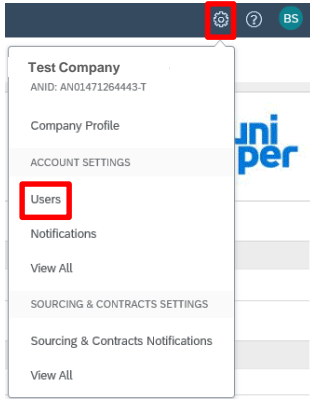 BS
Test Company
ANID: AN01471264443-T
Company Profile
uni
per
ACCOUNT SETTINGS
Users
Notifications
View All
SOURCING & CONTRACTS SETTINGS
Sourcing & Contracts Notifications
View All